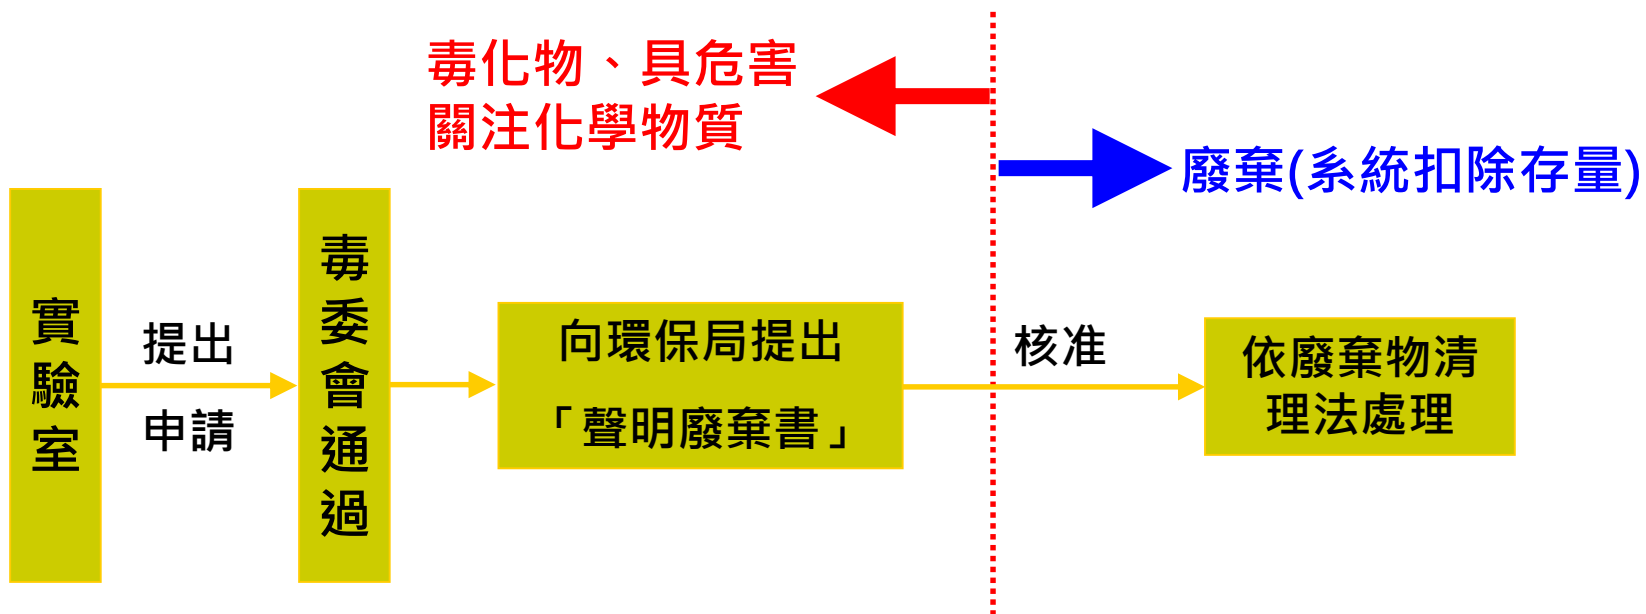 毒化物、具危害
關注化學物質
廢棄(系統扣除存量)
實驗室
提出
申請
毒委會通過
向環保局提出
「聲明廢棄書」
核准
依廢棄物清
理法處理